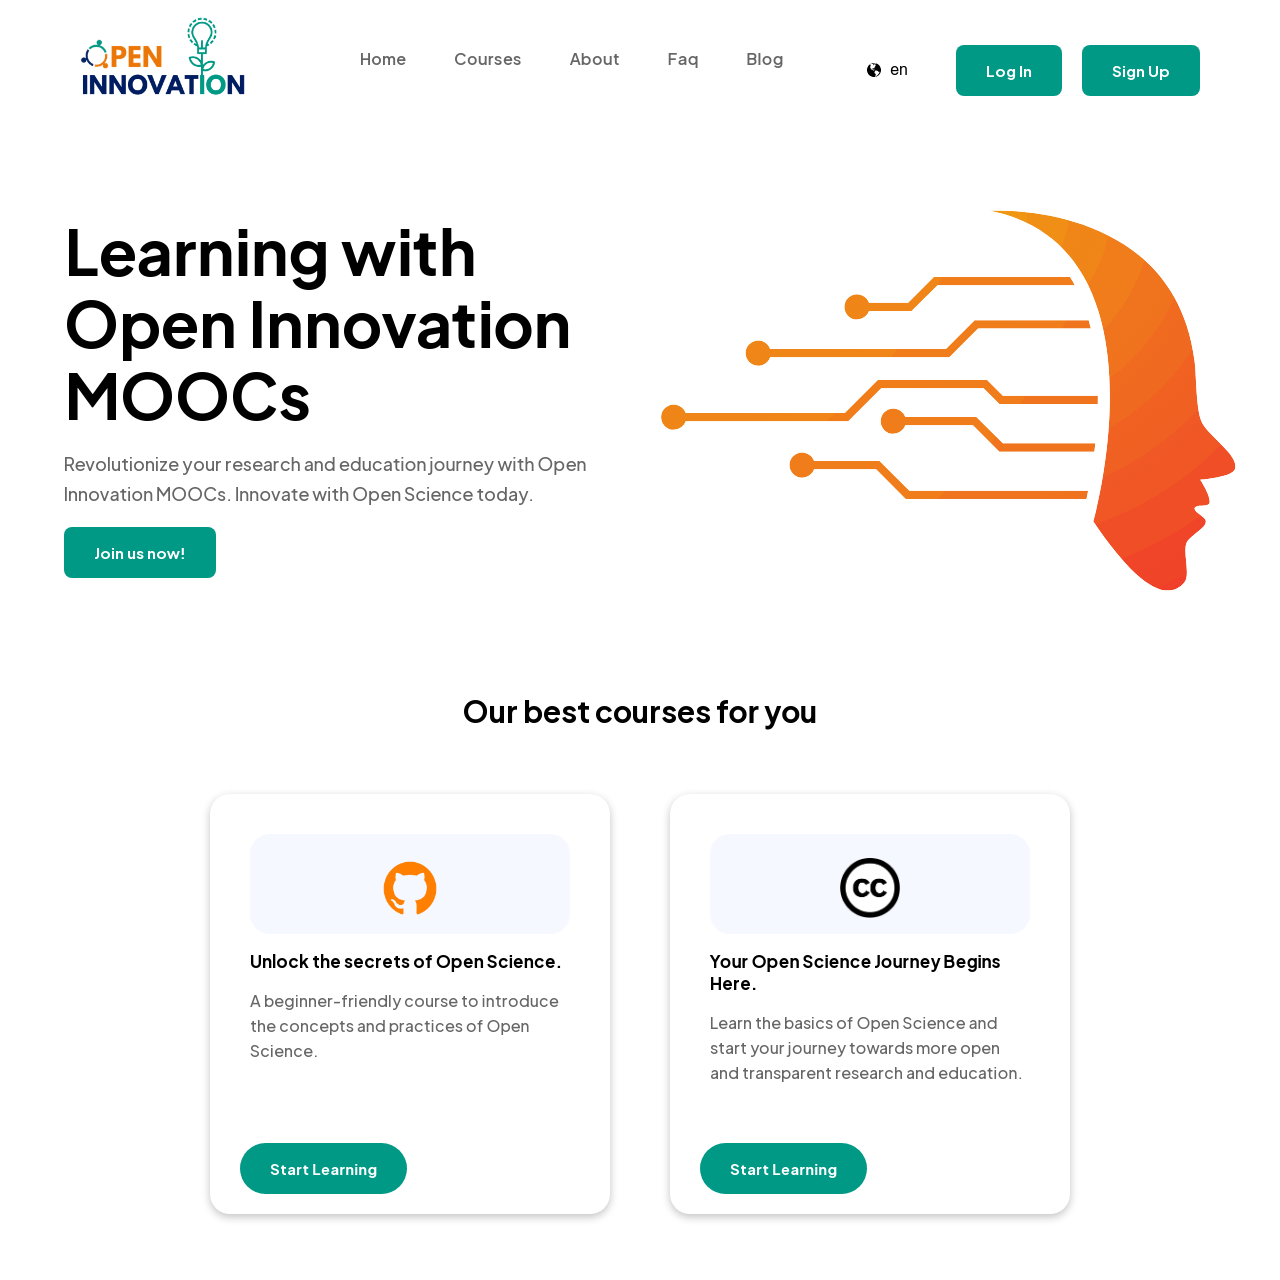 OPEN
INNOVATION
Home Courses About Faq Blog
en
Log In
Sign Up
Learning with
Open Innovation
MOOCs
Revolutionize your research and education journey with Open
Innovation MOOCs. Innovate with Open Science today.
Join us now!
Our best courses for you
Unlock the secrets of Open Science.
A beginner-friendly course to introduce
the concepts and practices of Open
Science.
Start Learning
CC
Your Open Science Journey Begins
Here.
Learn the basics of Open Science and
start your journey towards more open
and transparent research and education.
Start Learning